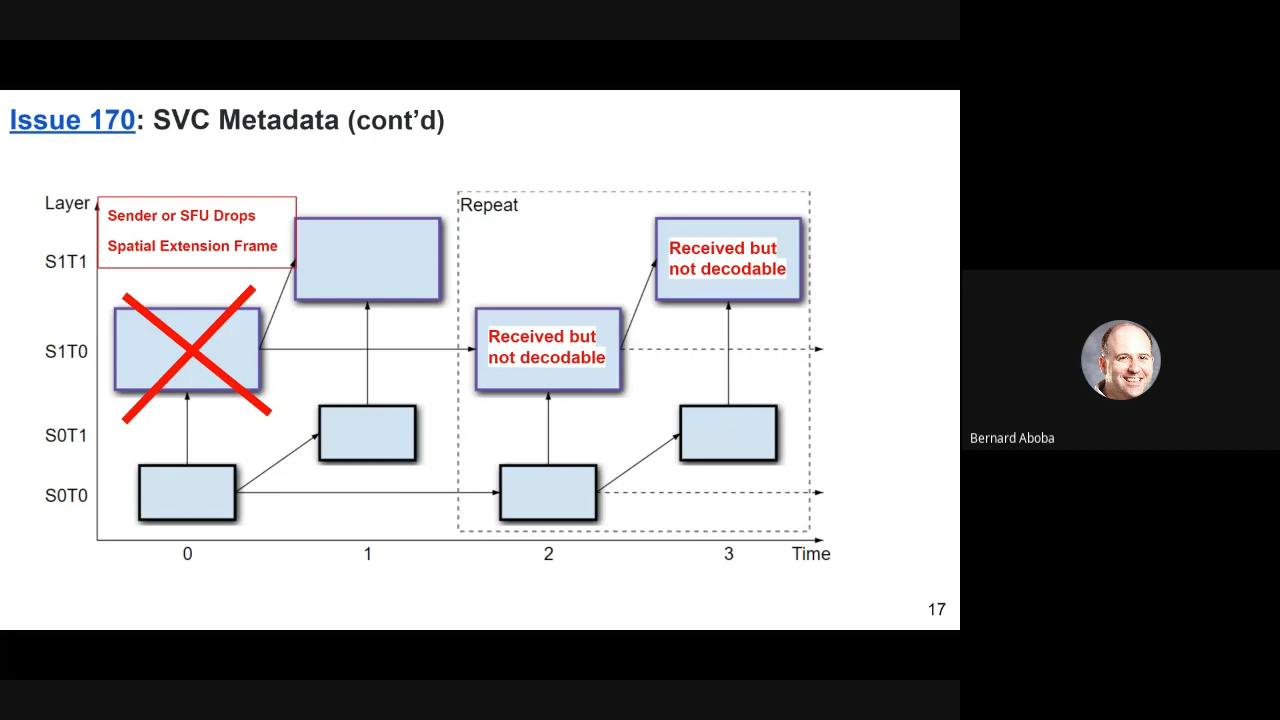 Issue 170: SVC Metadata (cont’d)
Layer
Sender or SFU Drops
Spatial Extension Frame
Repeat
S1T1
Received but
not decodable
S1T0
Received but
not decodable
S0T1
S0T0
0
1
2
3
Time
17
Bernard Aboba